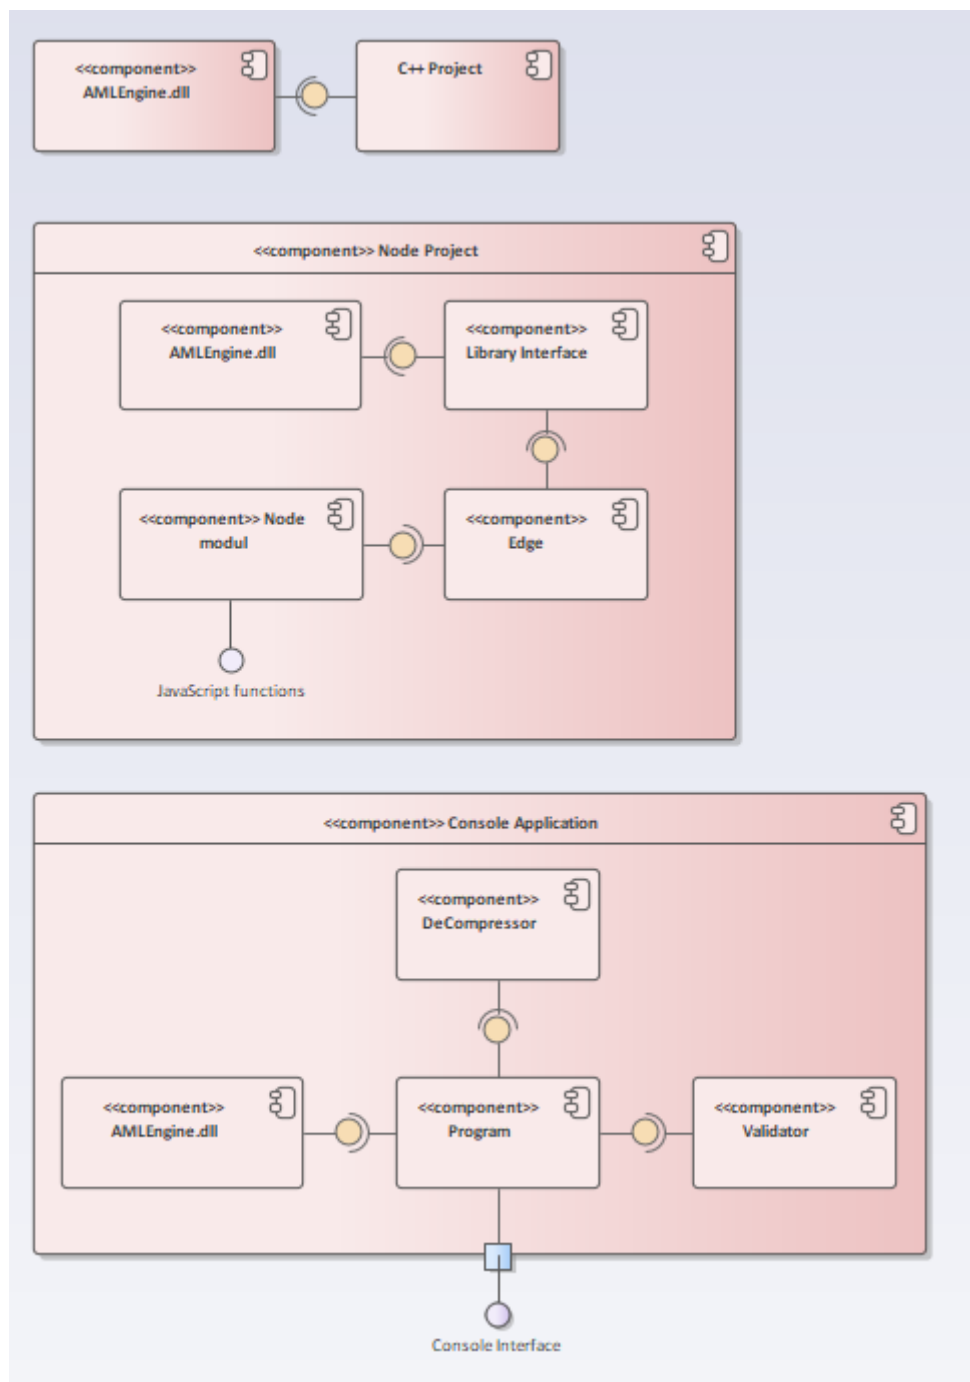 <<component>>
AMLEngine.dll
C++ Project
<<component>> Node Project
<<component>>
AMLEngine.dll
<<component>>
Library Interface
<<component>> Node
modul
<<component>>
Edge
JavaScript functions
<<component>> Console Application
<<component>>
DeCompressor
<<component>>
AMLEngine.dll
<<component>>
Program
<<component>>
Validator
Console Interface